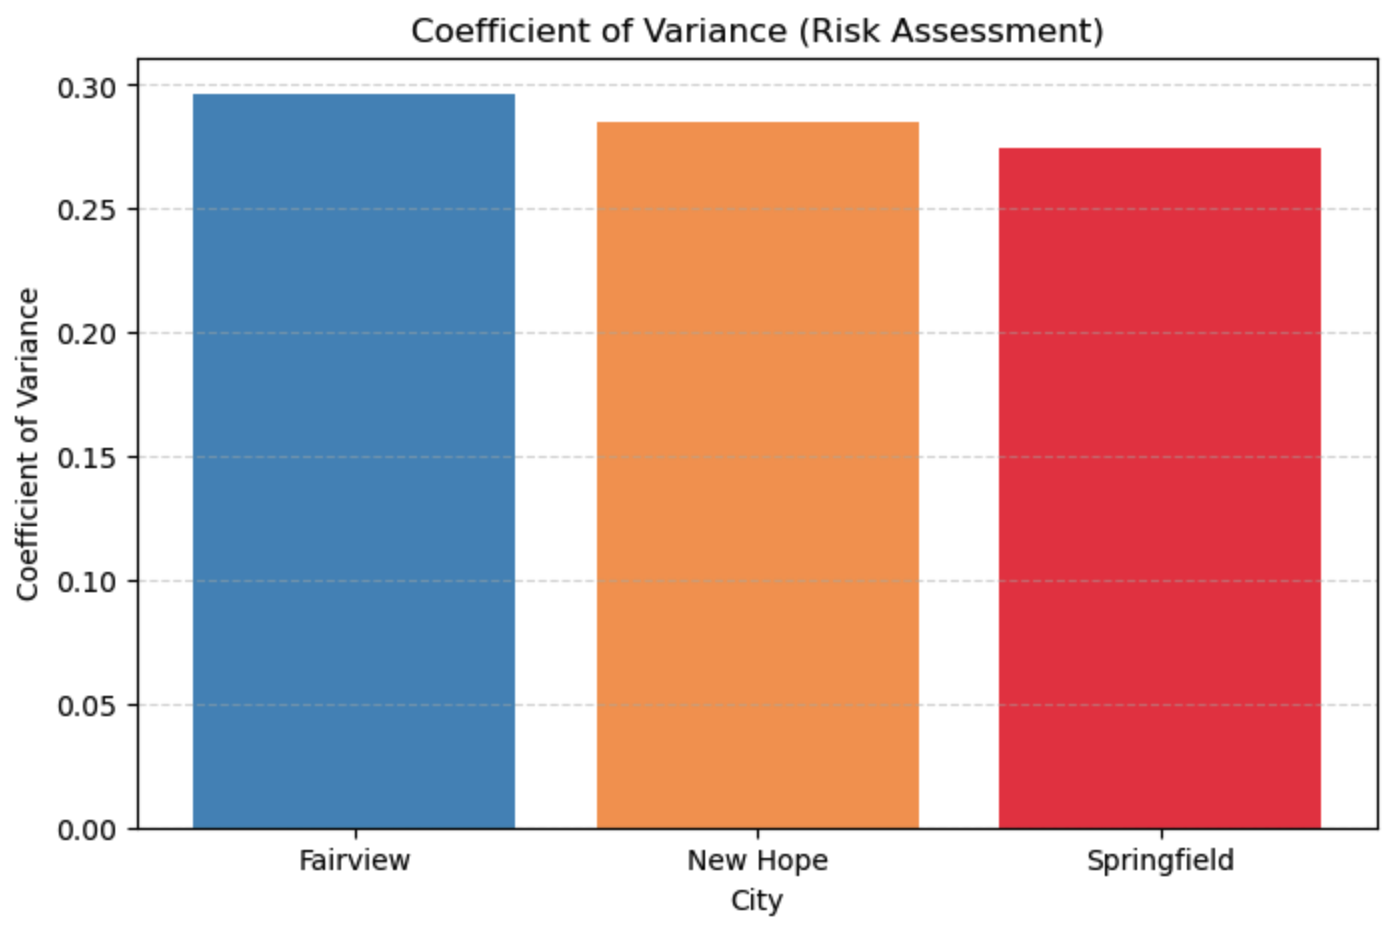 Coefficient of Variance (Risk Assessment)
Coefficient of Variance
0.30
0.25
0.20
0.15
0.10
0.05
0.00
Fairview New Hope Springfield
City